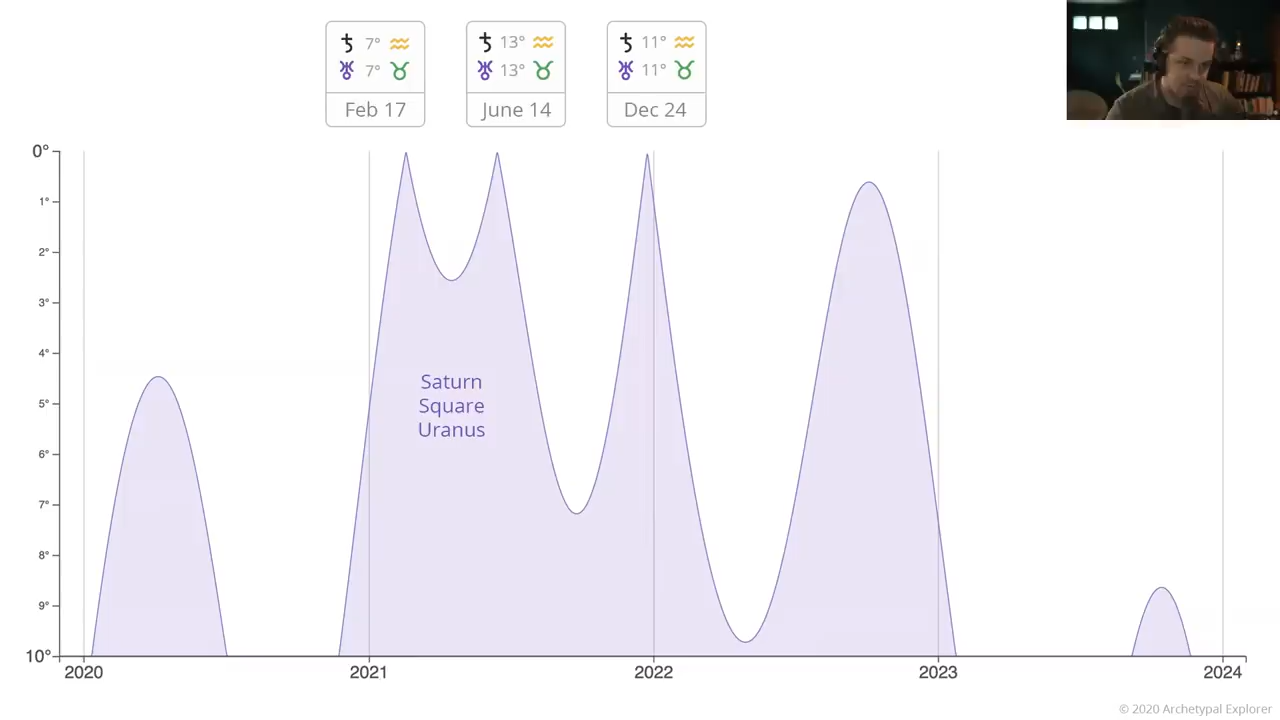 ♄ 7° ♒
♅ 7° ♉
Feb 17
♄ 13° ♒
♅ 13° ♉
June 14
♄ 11° ♒
♅ 11° ♉
Dec 24
0°
1°
2°
3°
4°
5°
6°
7°
8°
9°
10°
Saturn
Square
Uranus
2020
2021
2022
2023
2024
© 2020 Archetypal Explorer